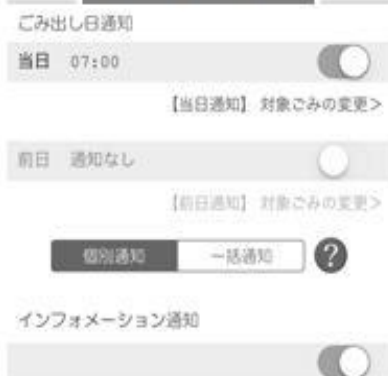 ごみ出し日通知
当日 07:00
【当日通知】 対象ごみの変更>
前日 通知なし
【前日通知】 対象ごみの変更>
個別通知 一括通知 ?
インフォメーション通知